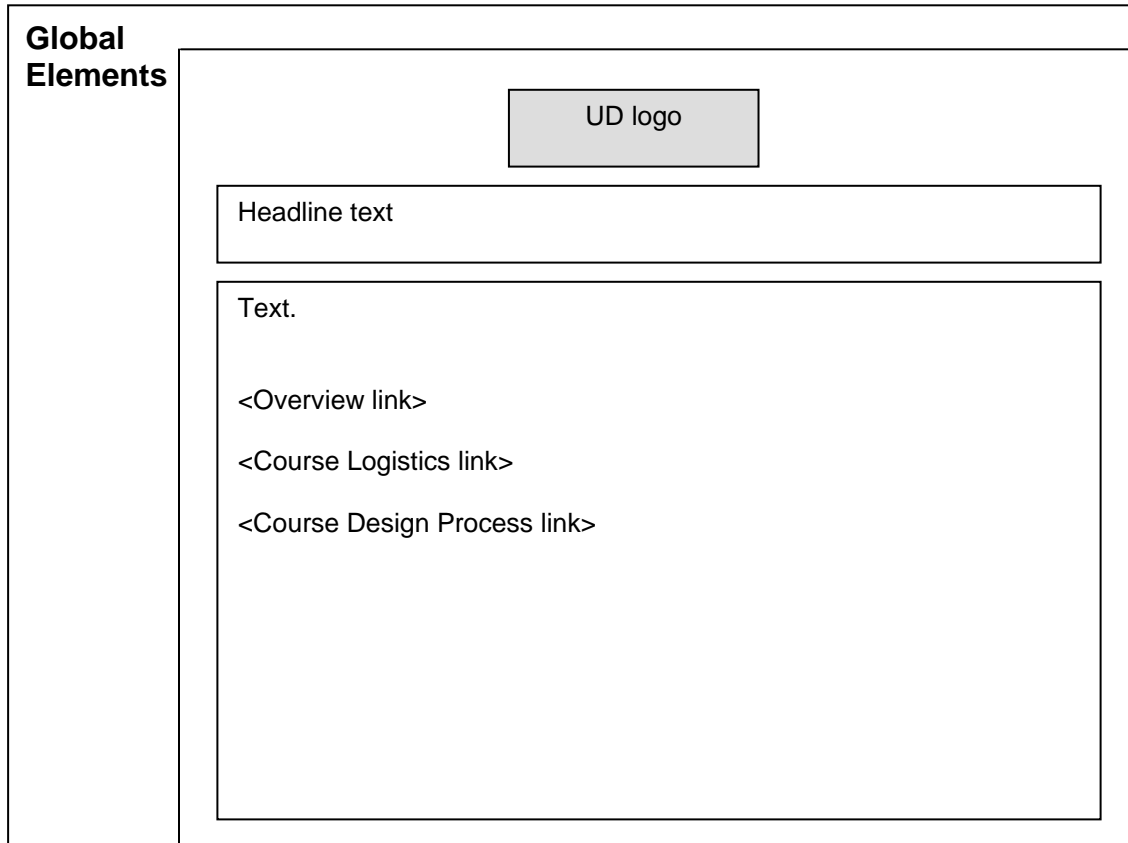 Global
Elements
UD logo
Headline text
Text.
<Overview link>
<Course Logistics link>
<Course Design Process link>